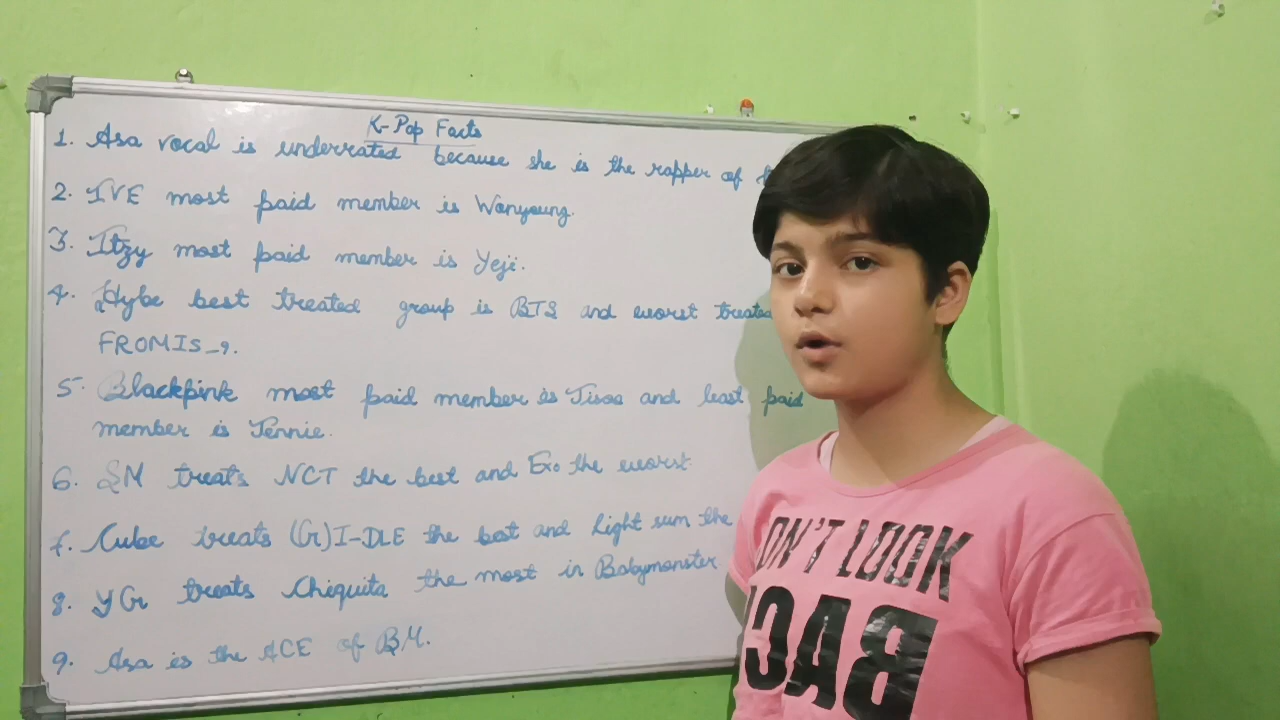 K-Pop Facts
1. Asa vocal is underrated because she is the rapper of
2. IVE most paid member is Wonyoung.
3. Itzy most paid member is Yeji.
4. Hybe best treated group is BTS and worst treated
FROMIS_9.
5. Blackpink most paid member is Jisoo and least paid
member is Jennie.
6. SM treats NCT the best and Exo the worst.
7. Cube treats (G)I-DLE the best and light sum the
8. YG treats Chiquita the most in Babymonster.
9. Asa is the ACE of BM.
ON'T LOOK
BACK